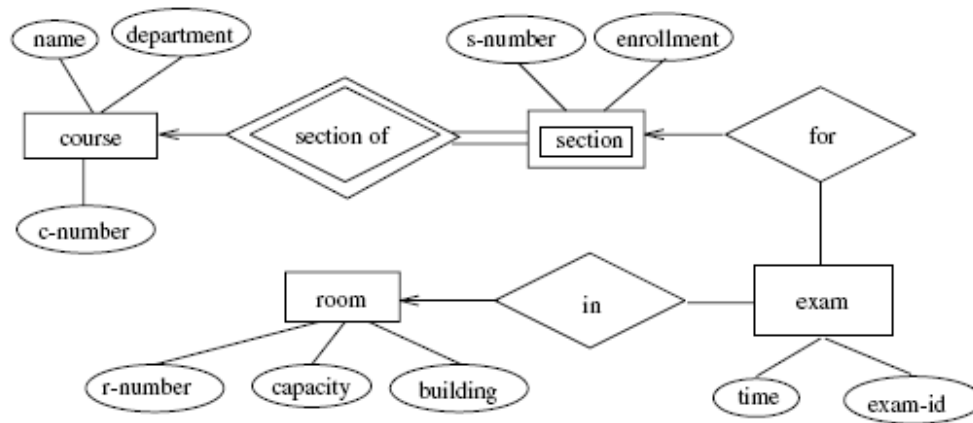 name
department
s-number
enrollment
course
section of
section
for
c-number
room
in
exam
r-number
capacity
building
time
exam-id